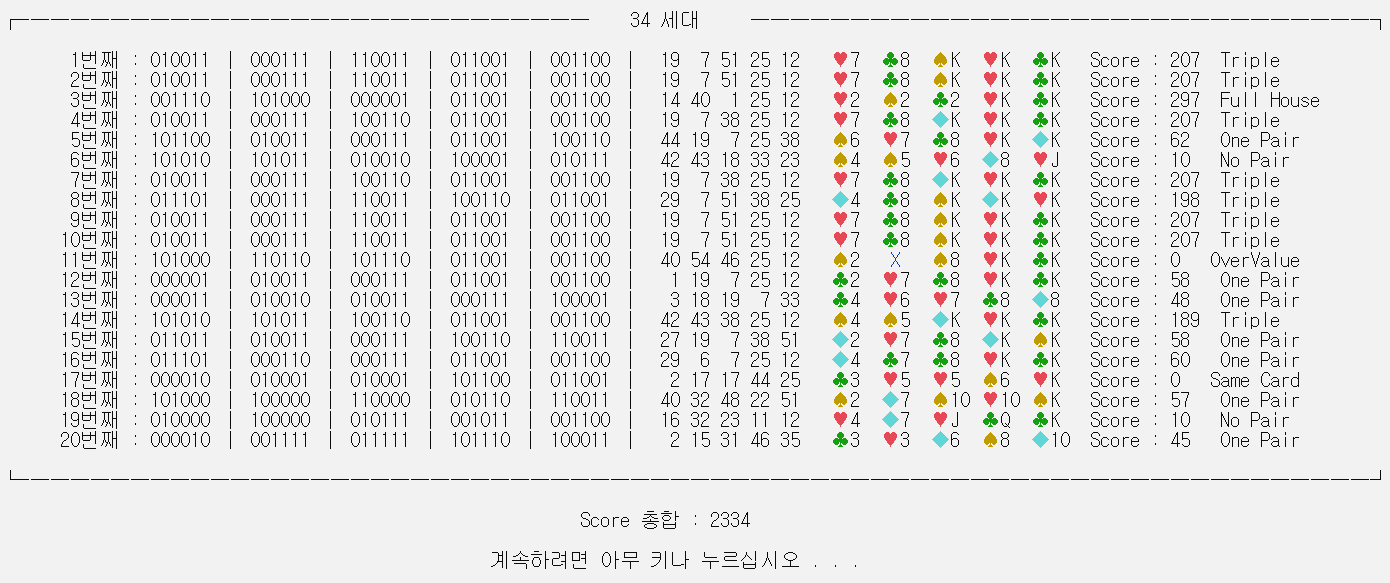 34 세대
1번째 : 010011 | 000111 | 110011 | 011001 | 001100 | 19 7 51 25 12 ♥7 ♣8 ♠K ♥K ♣K Score : 207 Triple
2번째 : 010011 | 000111 | 110011 | 011001 | 001100 | 19 7 51 25 12 ♥7 ♣8 ♠K ♥K ♣K Score : 207 Triple
3번째 : 001110 | 101000 | 000001 | 011001 | 001100 | 14 40 1 25 12 ♥2 ♠2 ♣2 ♥K ♣K Score : 297 Full House
4번째 : 010011 | 000111 | 100110 | 011001 | 001100 | 19 7 38 25 12 ♥7 ♣8 ◆K ♥K ♣K Score : 207 Triple
5번째 : 101100 | 010011 | 000111 | 011001 | 100110 | 44 19 7 25 38 ♠6 ♥7 ♣8 ♥K ◆K Score : 62 One Pair
6번째 : 101010 | 101011 | 010010 | 100001 | 010111 | 42 43 18 33 23 ♠4 ♠5 ♥6 ◆8 ♥J Score : 10 No Pair
7번째 : 010011 | 000111 | 100110 | 011001 | 001100 | 19 7 38 25 12 ♥7 ♣8 ◆K ♥K ♣K Score : 207 Triple
8번째 : 011101 | 000111 | 110011 | 100110 | 011001 | 29 7 51 38 25 ◆4 ♣8 ♠K ◆K ♥K Score : 198 Triple
9번째 : 010011 | 000111 | 110011 | 011001 | 001100 | 19 7 51 25 12 ♥7 ♣8 ♠K ♥K ♣K Score : 207 Triple
10번째 : 010011 | 000111 | 110011 | 011001 | 001100 | 19 7 51 25 12 ♥7 ♣8 ♠K ♥K ♣K Score : 207 Triple
11번째 : 101000 | 110110 | 101110 | 011001 | 001100 | 40 54 46 25 12 ♠2 X ♠8 ♥K ♣K Score : 0 OverValue
12번째 : 000001 | 010011 | 000111 | 011001 | 001100 | 1 19 7 25 12 ♣2 ♥7 ♣8 ♥K ♣K Score : 58 One Pair
13번째 : 000011 | 010010 | 010011 | 000111 | 100001 | 3 18 19 7 33 ♣4 ♥6 ♥7 ♣8 ◆8 Score : 48 One Pair
14번째 : 101010 | 101011 | 100110 | 011001 | 001100 | 42 43 38 25 12 ♠4 ♠5 ◆K ♥K ♣K Score : 189 Triple
15번째 : 011011 | 010011 | 000111 | 100110 | 110011 | 27 19 7 38 51 ◆2 ♥7 ♣8 ◆K ♠K Score : 58 One Pair
16번째 : 011101 | 000110 | 000111 | 011001 | 001100 | 29 6 7 25 12 ◆4 ♣7 ♣8 ♥K ♣K Score : 60 One Pair
17번째 : 000010 | 010001 | 010001 | 101100 | 011001 | 2 17 17 44 25 ♣3 ♥5 ♥5 ♠6 ♥K Score : 0 Same Card
18번째 : 101000 | 100000 | 110000 | 010110 | 110011 | 40 32 48 22 51 ♠2 ◆7 ♠10 ♥10 ♠K Score : 57 One Pair
19번째 : 010000 | 100000 | 010111 | 001011 | 001100 | 16 32 23 11 12 ♥4 ◆7 ♥J ♣Q ♣K Score : 10 No Pair
20번째 : 000010 | 001111 | 011111 | 101110 | 100011 | 2 15 31 46 35 ♣3 ♥3 ◆6 ♠8 ◆10 Score : 45 One Pair
Score 총합 : 2334
계속하려면 아무 키나 누르십시오 . . .